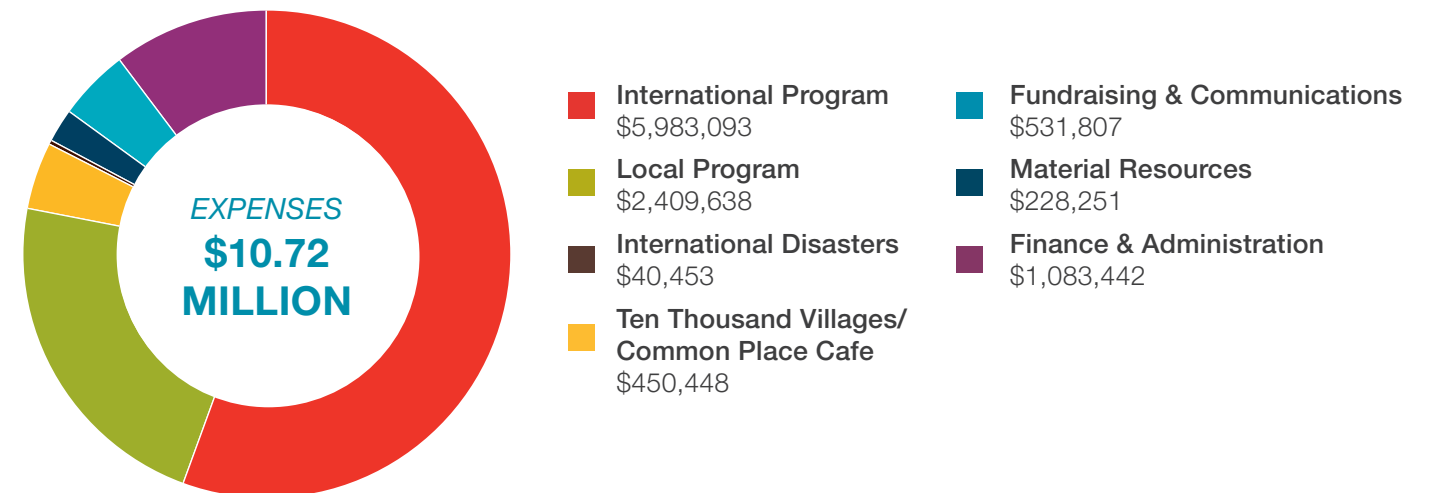 EXPENSES
$10.72
MILLION
International Program
$5,983,093
Local Program
$2,409,638
International Disasters
$40,453
Ten Thousand Villages/
Common Place Cafe
$450,448
Fundraising & Communications
$531,807
Material Resources
$228,251
Finance & Administration
$1,083,442